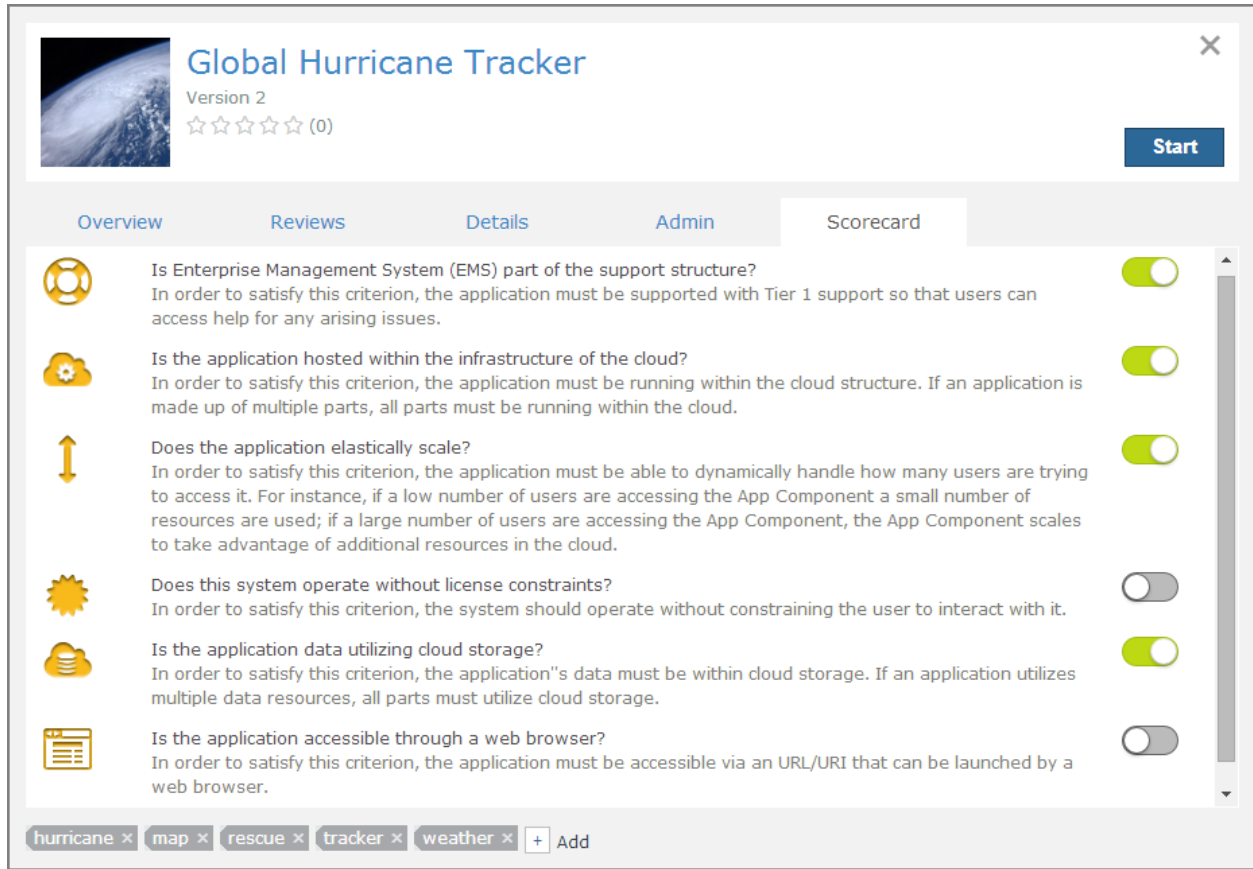 Global Hurricane Tracker
Version 2
(0)
Start
Overview Reviews Details Admin Scorecard
Is Enterprise Management System (EMS) part of the support structure?
In order to satisfy this criterion, the application must be supported with Tier 1 support so that users can
access help for any arising issues.
Is the application hosted within the infrastructure of the cloud?
In order to satisfy this criterion, the application must be running within the cloud structure. If an application is
made up of multiple parts, all parts must be running within the cloud.
Does the application elastically scale?
In order to satisfy this criterion, the application must be able to dynamically handle how many users are trying
to access it. For instance, if a low number of users are accessing the App Component a small number of
resources are used; if a large number of users are accessing the App Component, the App Component scales
to take advantage of additional resources in the cloud.
Does this system operate without license constraints?
In order to satisfy this criterion, the system should operate without constraining the user to interact with it.
Is the application data utilizing cloud storage?
In order to satisfy this criterion, the application"s data must be within cloud storage. If an application utilizes
multiple data resources, all parts must utilize cloud storage.
Is the application accessible through a web browser?
In order to satisfy this criterion, the application must be accessible via an URL/URI that can be launched by a
web browser.
hurricane × map × rescue × tracker × weather × + Add